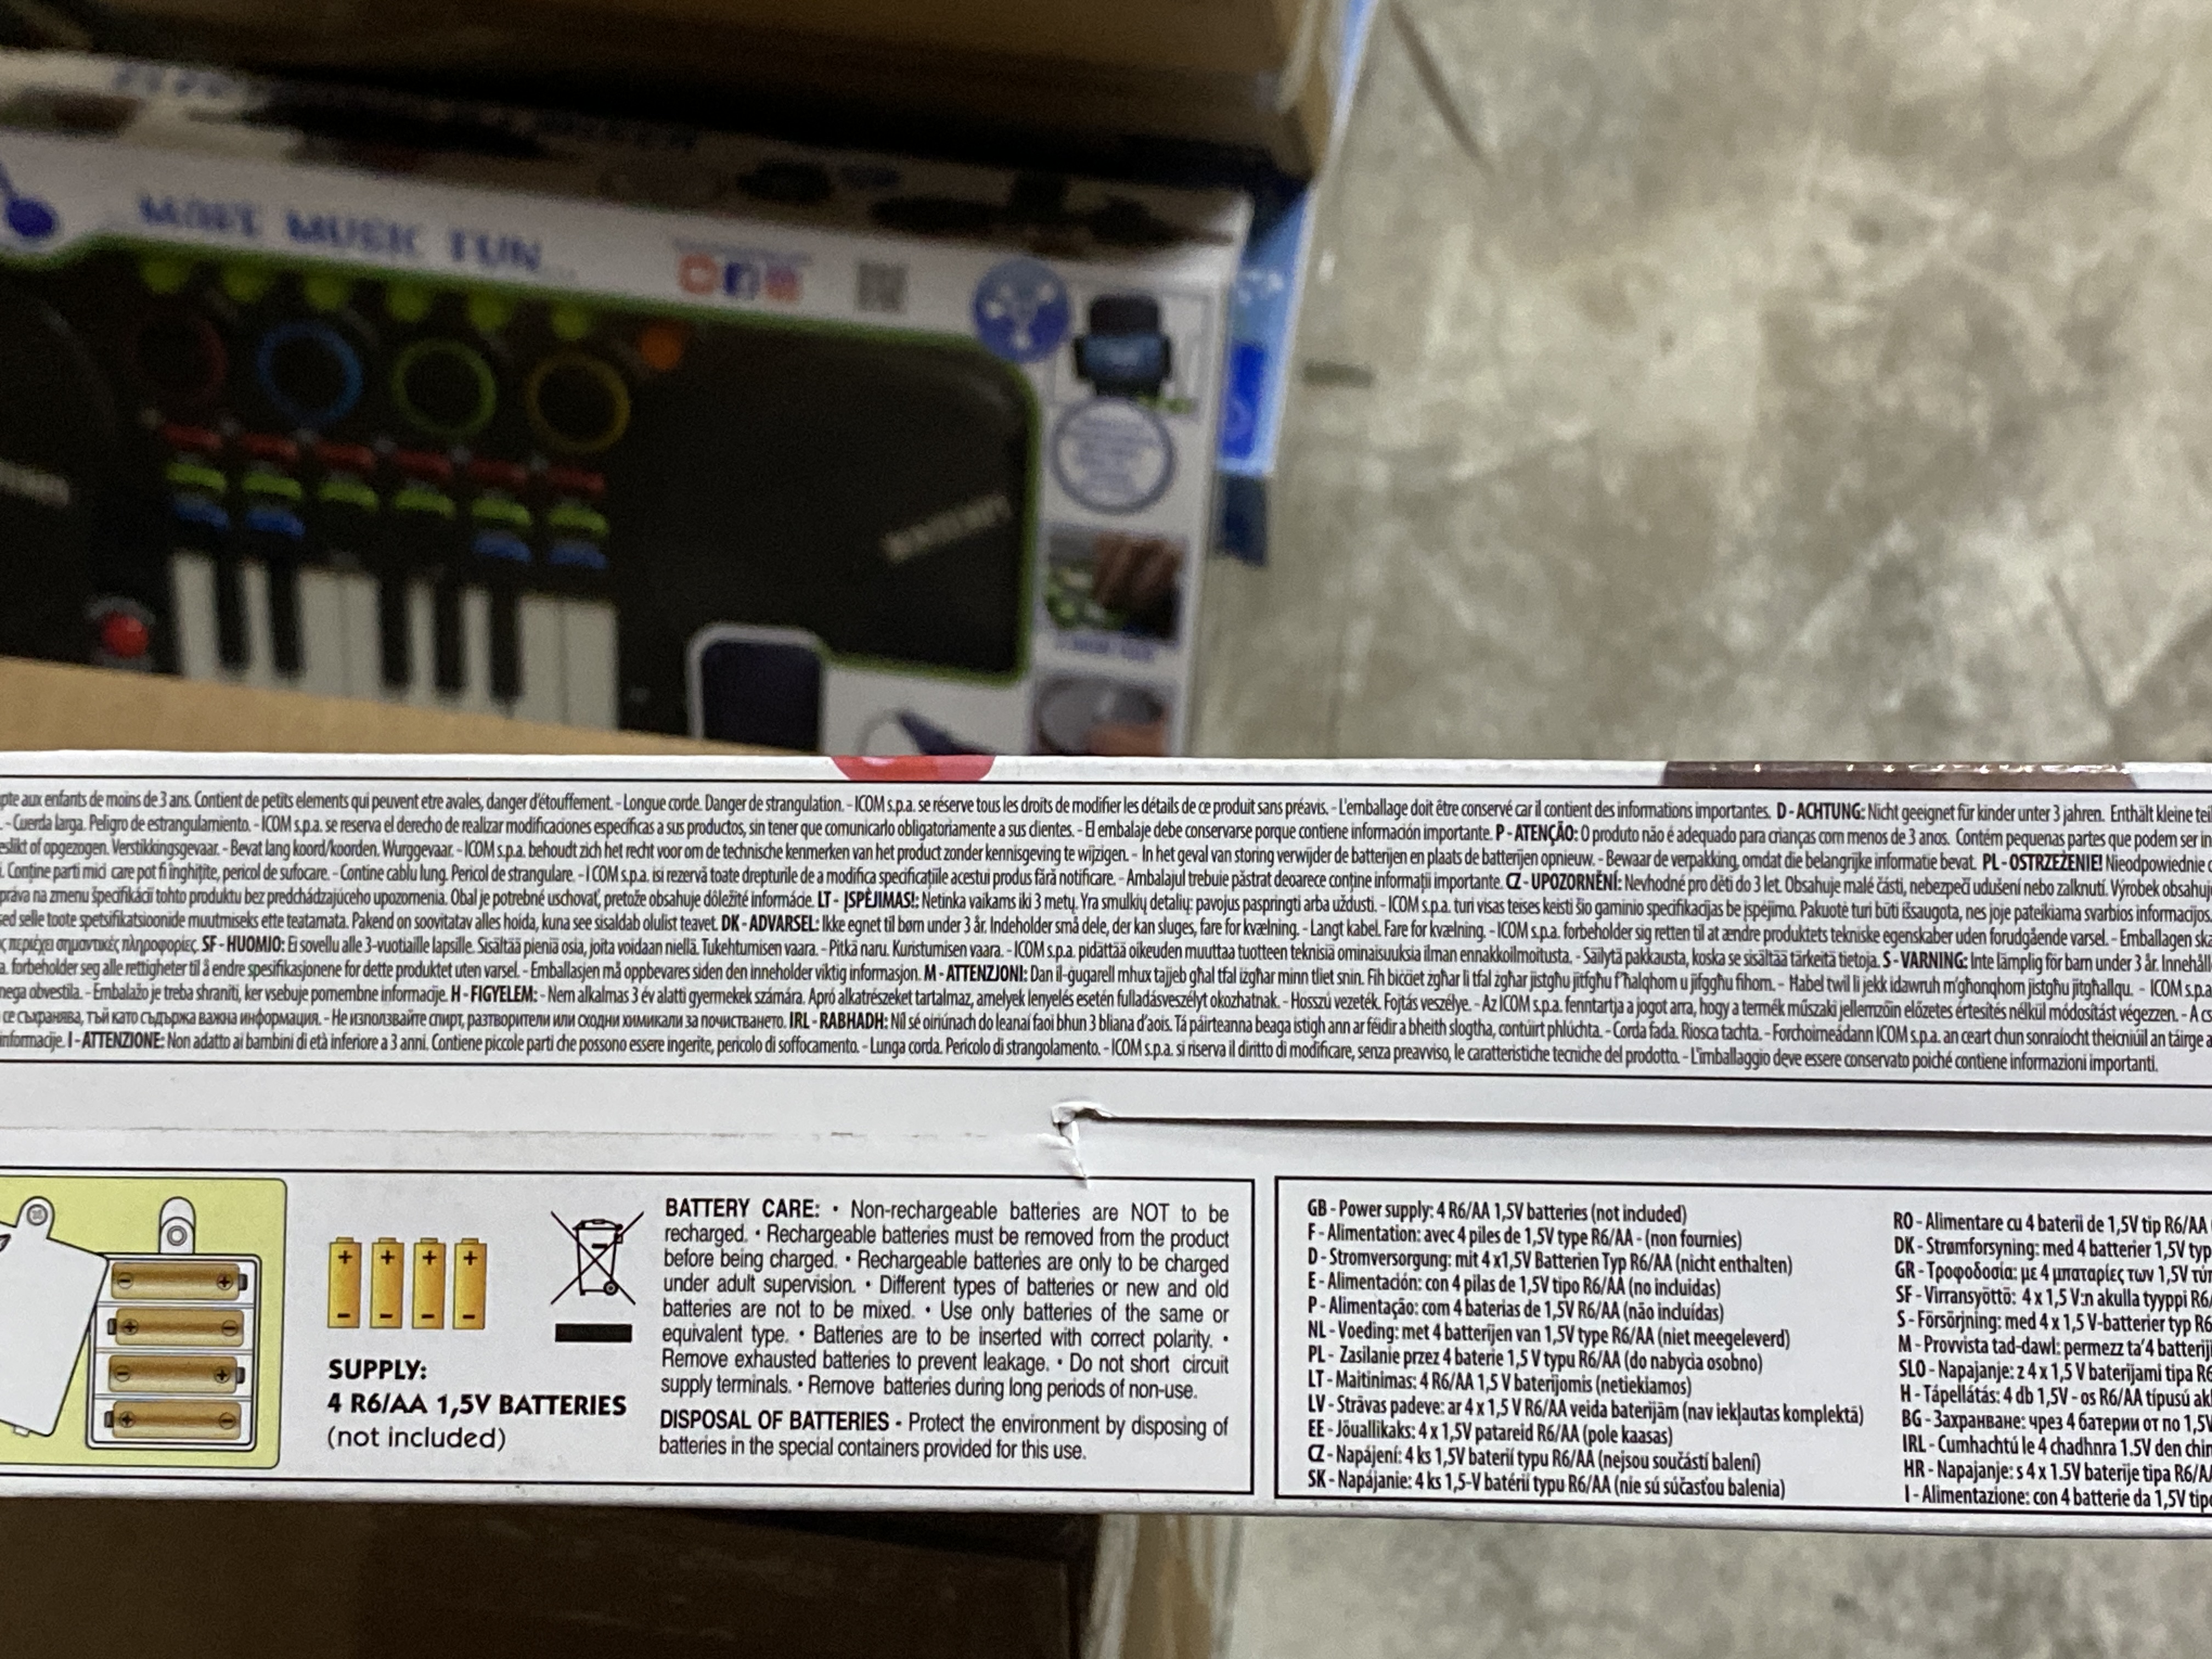 MORE MUSIC FUN...
pte aux enfants de moins de 3 ans. Contient de petits elements qui peuvent etre avales, danger d'étouffement. - Longue corde. Danger de strangulation. - ICOM s.p.a. se réserve tous les droits de modifier les détails de ce produit sans préavis. - L'emballage doit être conservé car il contient des informations importantes. D - ACHTUNG: Nicht geeignet für kinder unter 3 jahren. Enthält kleine teil
. - Cuerda larga. Peligro de estrangulamiento. - ICOM s.p.a. se reserva el derecho de realizar modificaciones específicas a sus productos, sin tener que comunicarlo obligatoriamente a sus clientes. - El embalaje debe conservarse porque contiene información importante. P - ATENÇÃO: O produto não é adequado para crianças com menos de 3 anos. Contém pequenas partes que podem ser in
eslikt of opgezogen. Verstikkingsgevaar. - Bevat lang koord/koorden. Wurggevaar. - ICOM s.p.a. behoudt zich het recht voor om de technische kenmerken van het product zonder kennisgeving te wijzigen. - In het geval van storing verwijder de batterijen en plaats de batterijen opnieuw. - Bewaar de verpakking, omdat die belangrijke informatie bevat. PL - OSTRZEŻENIE! Nieodpowiednie
. Conține parti mici care pot fi înghițite, pericol de sufocare. - Contine cablu lung. Pericol de strangulare. - I COM s.p.a. isi rezervă toate drepturile de a modifica specificațiile acestui produs fără notificare. - Ambalajul trebuie păstrat deoarece conține informații importante. CZ - UPOZORNĚNÍ: Nevhodné pro děti do 3 let. Obsahuje malé části, nebezpečí udušení nebo zalknutí. Výrobek obsahuj
práva na zmenu špecifikácií tohto produktu bez predchádzajúceho upozornenia. Obal je potrebné uschovať, pretože obsahuje dôležité informácie. LT - ĮSPĖJIMAS!: Netinka vaikams iki 3 metų. Yra smulkių detalių: pavojus paspringti arba uždusti. - ICOM s.p.a. turi visas teises keisti šio gaminio specifikacijas be įspėjimo. Pakuotė turi būti išsaugota, nes joje pateikiama svarbios informacijos.
ed selle toote spetsifikatsioonide muutmiseks ette teatamata. Pakend on soovitatav alles hoida, kuna see sisaldab olulist teavet. DK - ADVARSEL: Ikke egnet til børn under 3 år. Indeholder små dele, der kan sluges, fare for kvælning. - Langt kabel. Fare for kvælning. - ICOM s.p.a. forbeholder sig retten til at ændre produktets tekniske egenskaber uden forudgående varsel. - Emballagen ska
ς περιέχει σημαντικές πληροφορίες. SF - HUOMIO: Ei sovellu alle 3-vuotiaille lapsille. Sisältää pieniä osia, joita voidaan niellä. Tukehtumisen vaara. - Pitkä naru. Kuristumisen vaara. - ICOM s.p.a. pidättää oikeuden muuttaa tuotteen teknisiä ominaisuuksia ilman ennakkoilmoitusta. - Säilytä pakkausta, koska se sisältää tärkeitä tietoja. S - VARNING: Inte lämplig för barn under 3 år. Innehåll
a. forbeholder seg alle rettigheter til å endre spesifikasjonene for dette produktet uten varsel. - Emballasjen må oppbevares siden den inneholder viktig informasjon. M - ATTENZJONI: Dan il-ġugarell mhux tajjeb għal tfal iżgħar minn tliet snin. Fih bicciet żgħar li tfal żgħar jistgħu jitfgħu f'ħalqhom u jifgghu fihom. - Habel twil li jekk idawruh m'għonqhom jistgħu jitgħallqu. - ICOM s.p.a
nega obvestila. - Embalažo je treba shraniti, ker vsebuje pomembne informacije. H - FIGYELEM: - Nem alkalmas 3 év alatti gyermekek számára. Apró alkatrészeket tartalmaz, amelyek lenyelés esetén fulladásveszélyt okozhatnak. - Hosszú vezeték. Fojtás veszélye. - Az ICOM s.p.a. fenntartja a jogot arra, hogy a termék műszaki jellemzőin előzetes értesítés nélkül módosítást végezzen. - A cs
се съхранява, тъй като съдържа важна информация. - Не използвайте спирт, разтворители или сходни химикали за почистването. IRL - RABHADH: Níl sé oiriúnach do leanaí faoi bhun 3 bliana d'aois. Tá páirteanna beaga istigh ann ar féidir a bheith slogtha, contúirt phlúchta. - Corda fada. Riosca tachta. - Forchoimeádann ICOM s.p.a. an ceart chun sonraíocht theicniúil an táirge a
informacije. I - ATTENZIONE: Non adatto ai bambini di età inferiore a 3 anni. Contiene piccole parti che possono essere ingerite, pericolo di soffocamento. - Lunga corda. Pericolo di strangolamento. - ICOM s.p.a. si riserva il diritto di modificare, senza preavviso, le caratteristiche tecniche del prodotto. - L'imballaggio deve essere conservato poiché contiene informazioni importanti.
SUPPLY:
4 R6/AA 1,5V BATTERIES
(not included)
BATTERY CARE: • Non-rechargeable batteries are NOT to be
recharged. • Rechargeable batteries must be removed from the product
before being charged. • Rechargeable batteries are only to be charged
under adult supervision. • Different types of batteries or new and old
batteries are not to be mixed. • Use only batteries of the same or
equivalent type. • Batteries are to be inserted with correct polarity. •
Remove exhausted batteries to prevent leakage. • Do not short circuit
supply terminals. • Remove batteries during long periods of non-use.
DISPOSAL OF BATTERIES - Protect the environment by disposing of
batteries in the special containers provided for this use.
GB - Power supply: 4 R6/AA 1,5V batteries (not included)
F - Alimentation: avec 4 piles de 1,5V type R6/AA - (non fournies)
D - Stromversorgung: mit 4 x1,5V Batterien Typ R6/AA (nicht enthalten)
E - Alimentación: con 4 pilas de 1,5V tipo R6/AA (no incluidas)
P - Alimentação: com 4 baterias de 1,5V R6/AA (não incluídas)
NL - Voeding: met 4 batterijen van 1,5V type R6/AA (niet meegeleverd)
PL - Zasilanie przez 4 baterie 1,5 V typu R6/AA (do nabycia osobno)
LT - Maitinimas: 4 R6/AA 1,5 V baterijomis (netiekiamos)
LV - Strāvas padeve: ar 4 x 1,5 V R6/AA veida baterijām (nav iekļautas komplektā)
EE - Jõuallikaks: 4 x 1,5V patareid R6/AA (pole kaasas)
CZ - Napájení: 4 ks 1,5V baterií typu R6/AA (nejsou součástí balení)
SK - Napájanie: 4 ks 1,5-V batérií typu R6/AA (nie sú súčasťou balenia)
RO - Alimentare cu 4 baterii de 1,5V tip R6/AA
DK - Strømforsyning: med 4 batterier 1,5V typ
GR - Τροφοδοσία: με 4 μπαταρίες των 1,5V τύπ
SF - Virransyöttö: 4 x 1,5 V:n akulla tyyppi R6/
S - Försörjning: med 4 x 1,5 V-batterier typ R6
M - Provvista tad-dawl: permezz ta'4 batterij
SLO - Napajanje: z 4 x 1,5 V baterijami tipa R6
H - Tápellátás: 4 db 1,5V - os R6/AA típusú ak
BG - Захранване: чрез 4 батерии от по 1,5V
IRL - Cumhachtú le 4 chadhnra 1.5V den chin
HR - Napajanje: s 4 x 1.5V baterije tipa R6/AA
I - Alimentazione: con 4 batterie da 1,5V tipo